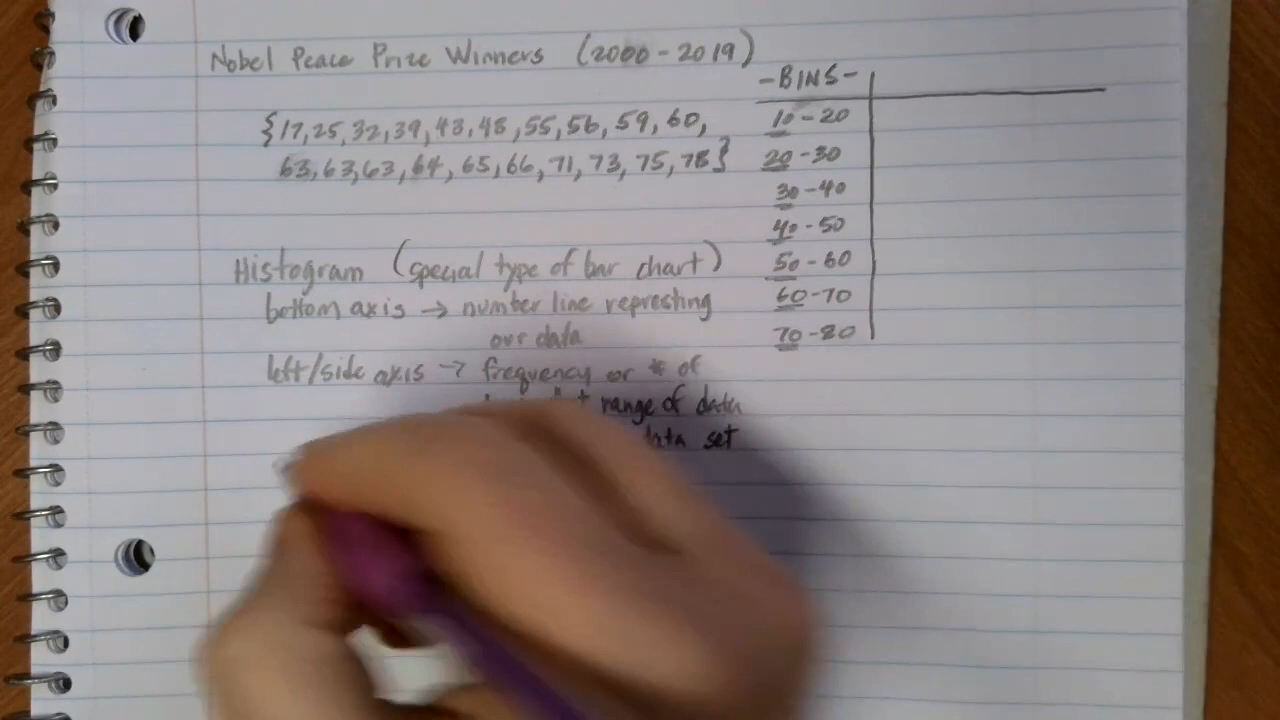 Nobel Peace Prize Winners (2000-2019)
{17,25,32,39,43,48,55,56,59,60,
63,63,63,64,65,66,71,73,75,78}
-BINS-
10-20
20-30
30-40
40-50
50-60
60-70
70-80
Histogram (special type of bar chart)
bottom axis → number line represting
our data
left/side axis → frequency or # of
range of data
data set